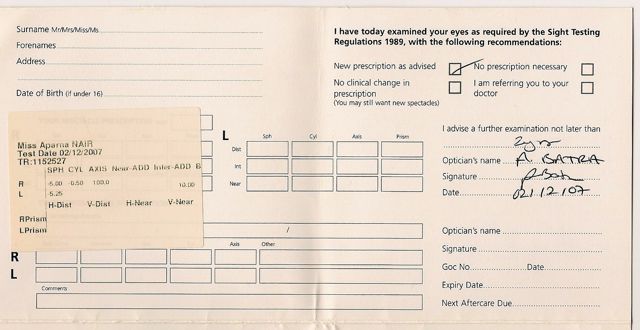 Surname Mr/Mrs/Miss/Ms
Forenames
Address
Date of Birth (if under 16)
Miss Aparna NAIR
Test Date 02/12/2007
TR:1152527
SPH CYL AXIS Near-ADD Inter-ADD B
R -5.00 -0.50 100.0 10.00
L -5.25
H-Dist V-Dist H-Near V-Near
RPrism
LPrism
L
Sph Cyl Axis Prism
Dist
Int
Near
/
Axis Other
R
L
Comments
I have today examined your eyes as required by the Sight Testing
Regulations 1989, with the following recommendations:
New prescription as advised
No prescription necessary
No clinical change in
prescription
(You may still want new spectacles)
I am referring you to your
doctor
I advise a further examination not later than
2yr
Optician's name A BATRA
Signature
Date 02/12/07
Optician's name
Signature
Goc No Date
Expiry Date
Next Aftercare Due